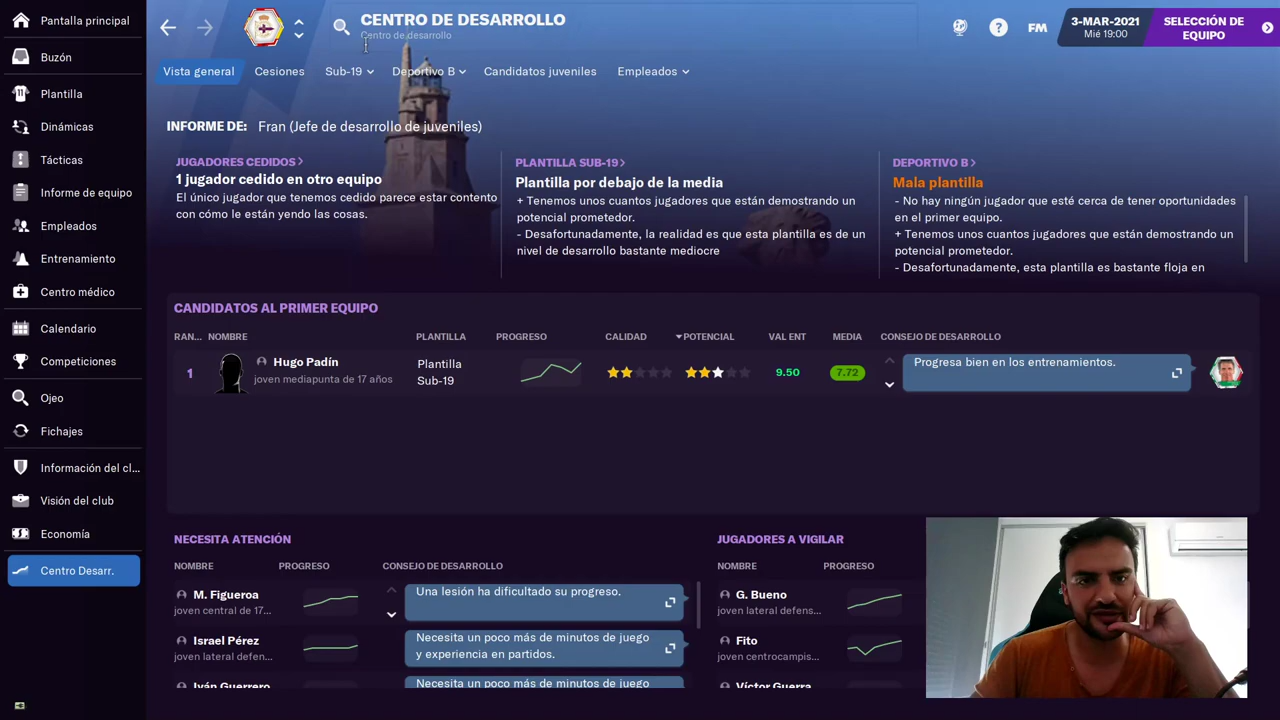 Pantalla principal
Buzón
Plantilla
Dinámicas
Tácticas
Informe de equipo
Empleados
Entrenamiento
Centro médico
Calendario
Competiciones
Ojeo
Fichajes
Información del cl...
Visión del club
Economía
Centro Desarr.
CENTRO DE DESARROLLO
Centro de desarrollo
FM
3-MAR-2021
Mié 19:00
SELECCIÓN DE
EQUIPO
Vista general
Cesiones
Sub-19
Deportivo B
Candidatos juveniles
Empleados
INFORME DE: Fran (Jefe de desarrollo de juveniles)
JUGADORES CEDIDOS
1 jugador cedido en otro equipo
El único jugador que tenemos cedido parece estar contento
con cómo le están yendo las cosas.
PLANTILLA SUB-19
Plantilla por debajo de la media
+ Tenemos unos cuantos jugadores que están demostrando un
potencial prometedor.
- Desafortunadamente, la realidad es que esta plantilla es de un
nivel de desarrollo bastante mediocre
DEPORTIVO B
Mala plantilla
- No hay ningún jugador que esté cerca de tener oportunidades
en el primer equipo.
+ Tenemos unos cuantos jugadores que están demostrando un
potencial prometedor.
- Desafortunadamente, esta plantilla es bastante floja en
CANDIDATOS AL PRIMER EQUIPO
RAN... NOMBRE PLANTILLA PROGRESO CALIDAD POTENCIAL VAL ENT MEDIA CONSEJO DE DESARROLLO
1
Hugo Padín
joven mediapunta de 17 años
Plantilla
Sub-19
9.50
7.72
Progresa bien en los entrenamientos.
NECESITA ATENCIÓN
NOMBRE PROGRESO CONSEJO DE DESARROLLO
M. Figueroa
joven central de 17...
Una lesión ha dificultado su progreso.
Israel Pérez
joven lateral defen...
Necesita un poco más de minutos de juego
y experiencia en partidos.
Iván Guerrero
Necesita un poco más de minutos de juego
JUGADORES A VIGILAR
NOMBRE PROGRESO
G. Bueno
joven lateral defens...
Fito
joven centrocampis...
Víctor Guerra